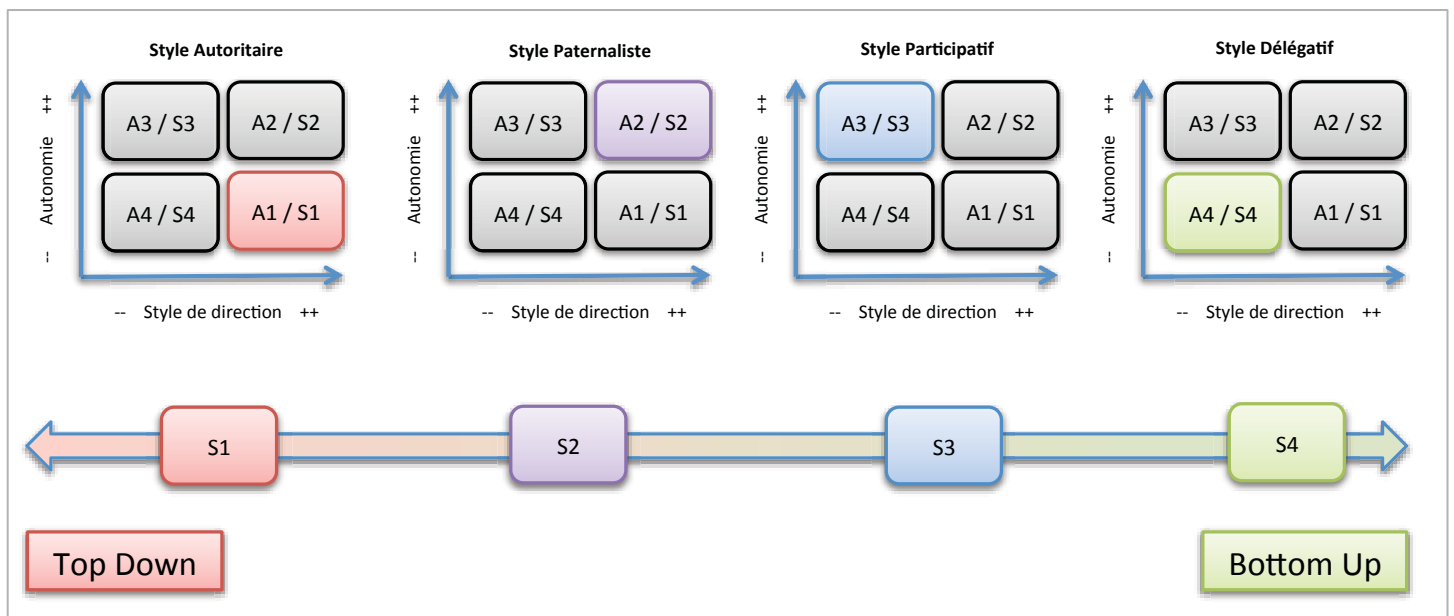 Style Autoritaire
++
Autonomie
--
A3 / S3
A2 / S2
A4 / S4
A1 / S1
-- Style de direction ++
Style Paternaliste
++
Autonomie
--
A3 / S3
A2 / S2
A4 / S4
A1 / S1
-- Style de direction ++
Style Participatif
++
Autonomie
--
A3 / S3
A2 / S2
A4 / S4
A1 / S1
-- Style de direction ++
Style Délégatif
++
Autonomie
--
A3 / S3
A2 / S2
A4 / S4
A1 / S1
-- Style de direction ++
S1
S2
S3
S4
Top Down
Bottom Up